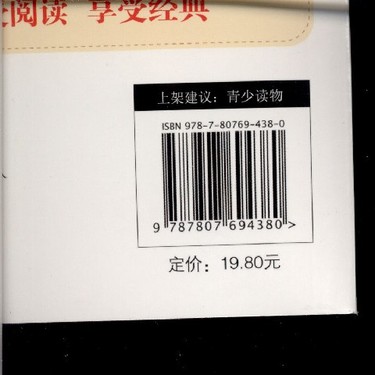 阅读 享受经典
上架建议：青少读物
ISBN 978-7-80769-438-0
9 787807 694380>
定价：19.80元